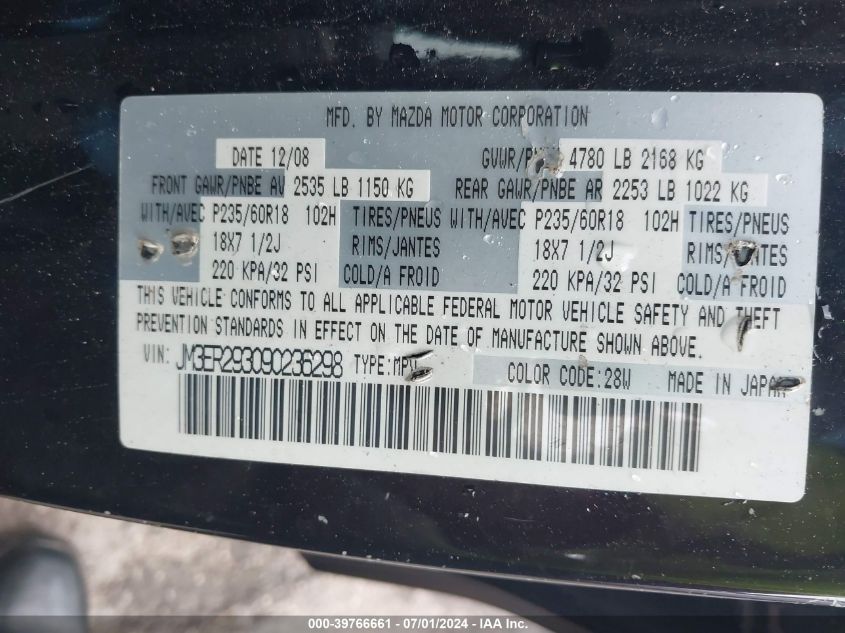 MFD. BY MAZDA MOTOR CORPORATION
DATE 12/08 GVWR/PNBV 4780 LB 2168 KG
FRONT GAWR/PNBE AV 2535 LB 1150 KG REAR GAWR/PNBE AR 2253 LB 1022 KG
WITH/AVEC P235/60R18 102H TIRES/PNEUS WITH/AVEC P235/60R18 102H TIRES/PNEUS
18X7 1/2J RIMS/JANTES 18X7 1/2J RIMS/JANTES
220 KPA/32 PSI COLD/A FROID 220 KPA/32 PSI COLD/A FROID
THIS VEHICLE CONFORMS TO ALL APPLICABLE FEDERAL MOTOR VEHICLE SAFETY AND THEFT
PREVENTION STANDARDS IN EFFECT ON THE DATE OF MANUFACTURE SHOWN ABOVE.
VIN: JM3ER293090236298 TYPE:MPV COLOR CODE:28W MADE IN JAPAN
000-39766661 - 07/01/2024 - IAA Inc.